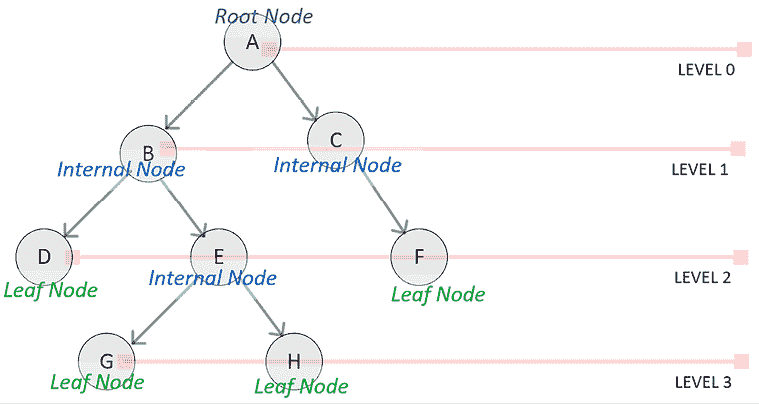 Root Node
A
LEVEL 0
B
C
Internal Node
Internal Node
LEVEL 1
D
E
F
Internal Node
Leaf Node
Leaf Node
LEVEL 2
G
H
Leaf Node
Leaf Node
LEVEL 3